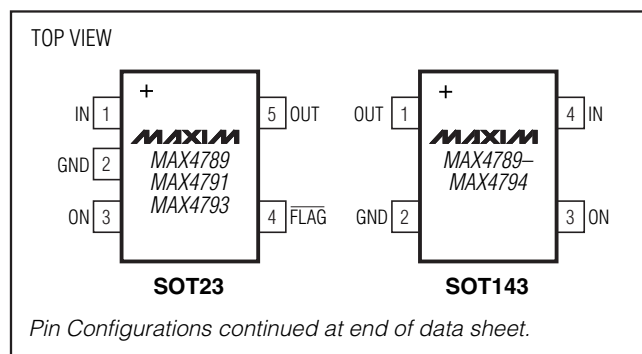 TOP VIEW
+
IN 1
5 OUT
MAXIM
MAX4789
MAX4791
MAX4793
GND 2
ON 3
4 FLAG
SOT23
+
OUT 1
4 IN
MAXIM
MAX4789–
MAX4794
GND 2
3 ON
SOT143
Pin Configurations continued at end of data sheet.